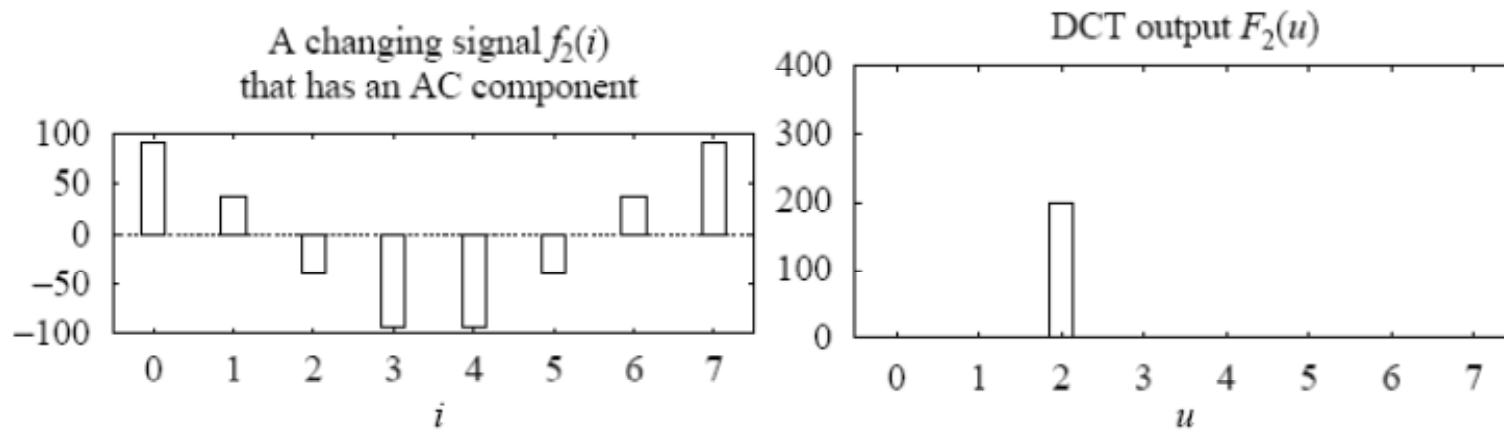 A changing signal f₂(i)
that has an AC component
100
50
0
–50
–100
0 1 2 3 4 5 6 7
i
DCT output F₂(u)
400
300
200
100
0
0 1 2 3 4 5 6 7
u